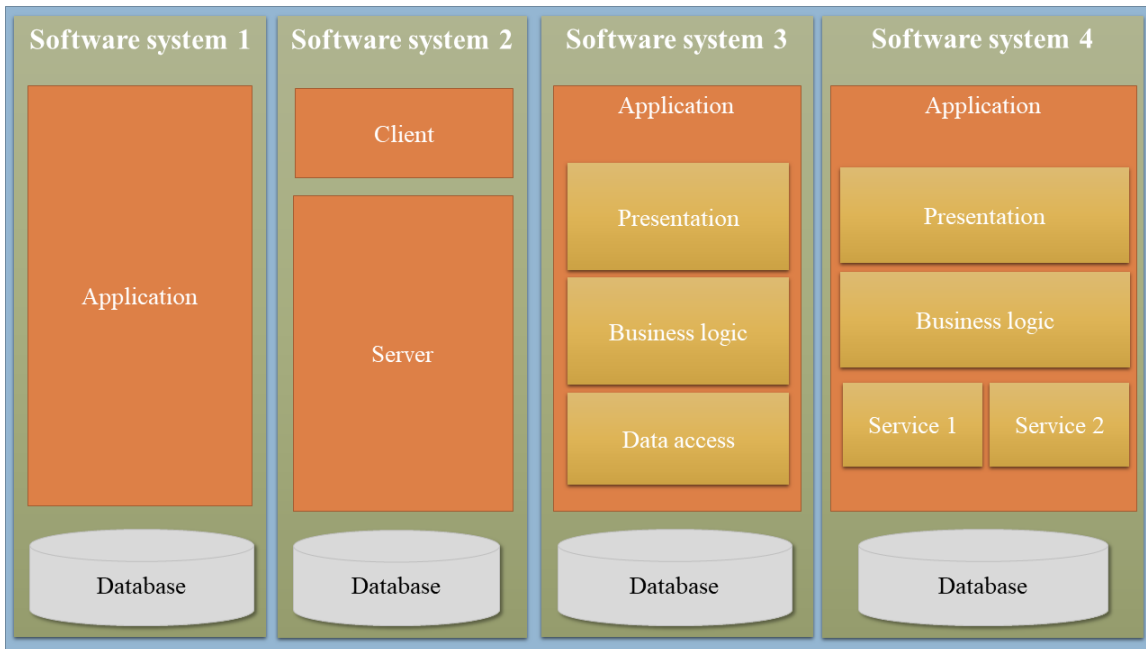 Software system 1
Application
Database
Software system 2
Client
Server
Database
Software system 3
Application
Presentation
Business logic
Data access
Database
Software system 4
Application
Presentation
Business logic
Service 1
Service 2
Database